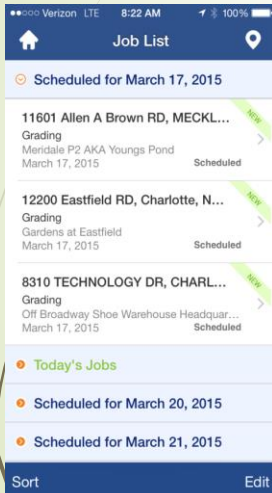 Verizon LTE 8:22 AM 100%
Job List
Scheduled for March 17, 2015
NEW
11601 Allen A Brown RD, MECKL...
Grading
Meridale P2 AKA Youngs Pond
March 17, 2015 Scheduled
NEW
12200 Eastfield RD, Charlotte, N...
Grading
Gardens at Eastfield
March 17, 2015 Scheduled
NEW
8310 TECHNOLOGY DR, CHARL...
Grading
Off Broadway Shoe Warehouse Headquar...
March 17, 2015 Scheduled
Today's Jobs
Scheduled for March 20, 2015
Scheduled for March 21, 2015
Sort Edit